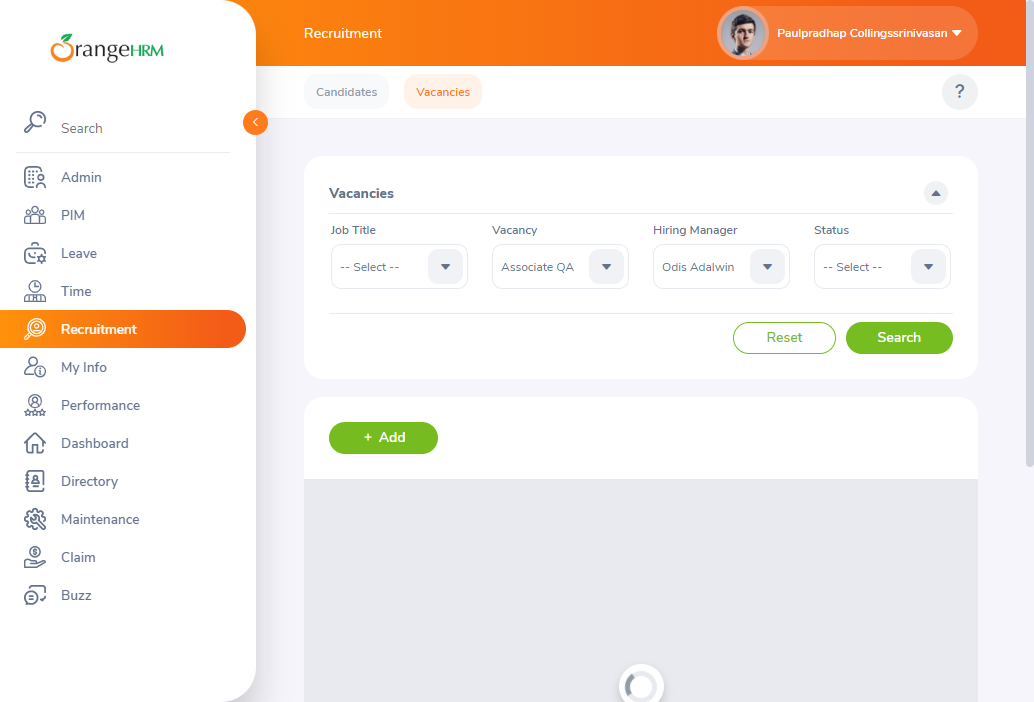 OrangeHRM
Recruitment
Paulpradhap Collingssrinivasan
Candidates
Vacancies
?
Search
Admin
PIM
Leave
Time
Recruitment
My Info
Performance
Dashboard
Directory
Maintenance
Claim
Buzz
Vacancies
Job Title
Vacancy
Hiring Manager
Status
-- Select --
Associate QA
Odis Adalwin
-- Select --
Reset
Search
+ Add